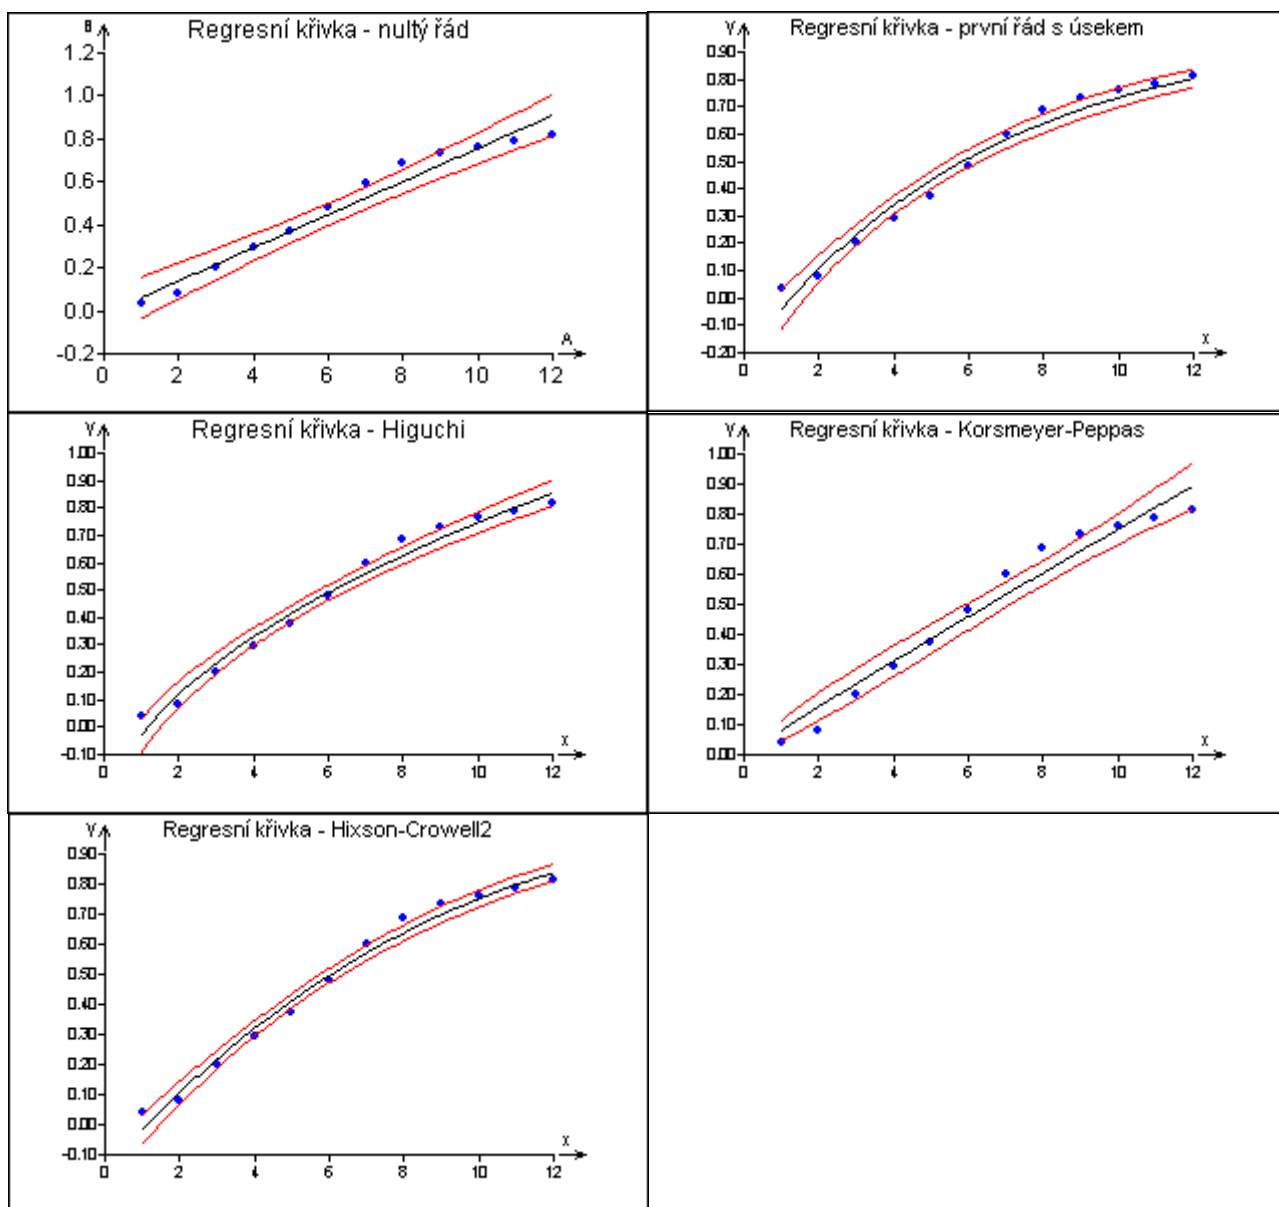 Regresní křivka - nultý řád
B
1.2
1.0
0.8
0.6
0.4
0.2
0.0
-0.2
A
0 2 4 6 8 10 12
Regresní křivka - první řád s úsekem
Y
0.90
0.80
0.70
0.60
0.50
0.40
0.30
0.20
0.10
0.00
-0.10
-0.20
X
0 2 4 6 8 10 12
Regresní křivka - Higuchi
Y
1.00
0.90
0.80
0.70
0.60
0.50
0.40
0.30
0.20
0.10
0.00
-0.10
X
0 2 4 6 8 10 12
Regresní křivka - Korsmeyer-Peppas
Y
1.00
0.90
0.80
0.70
0.60
0.50
0.40
0.30
0.20
0.10
0.00
X
0 2 4 6 8 10 12
Regresní křivka - Hixson-Crowell2
Y
0.90
0.80
0.70
0.60
0.50
0.40
0.30
0.20
0.10
0.00
-0.10
X
0 2 4 6 8 10 12